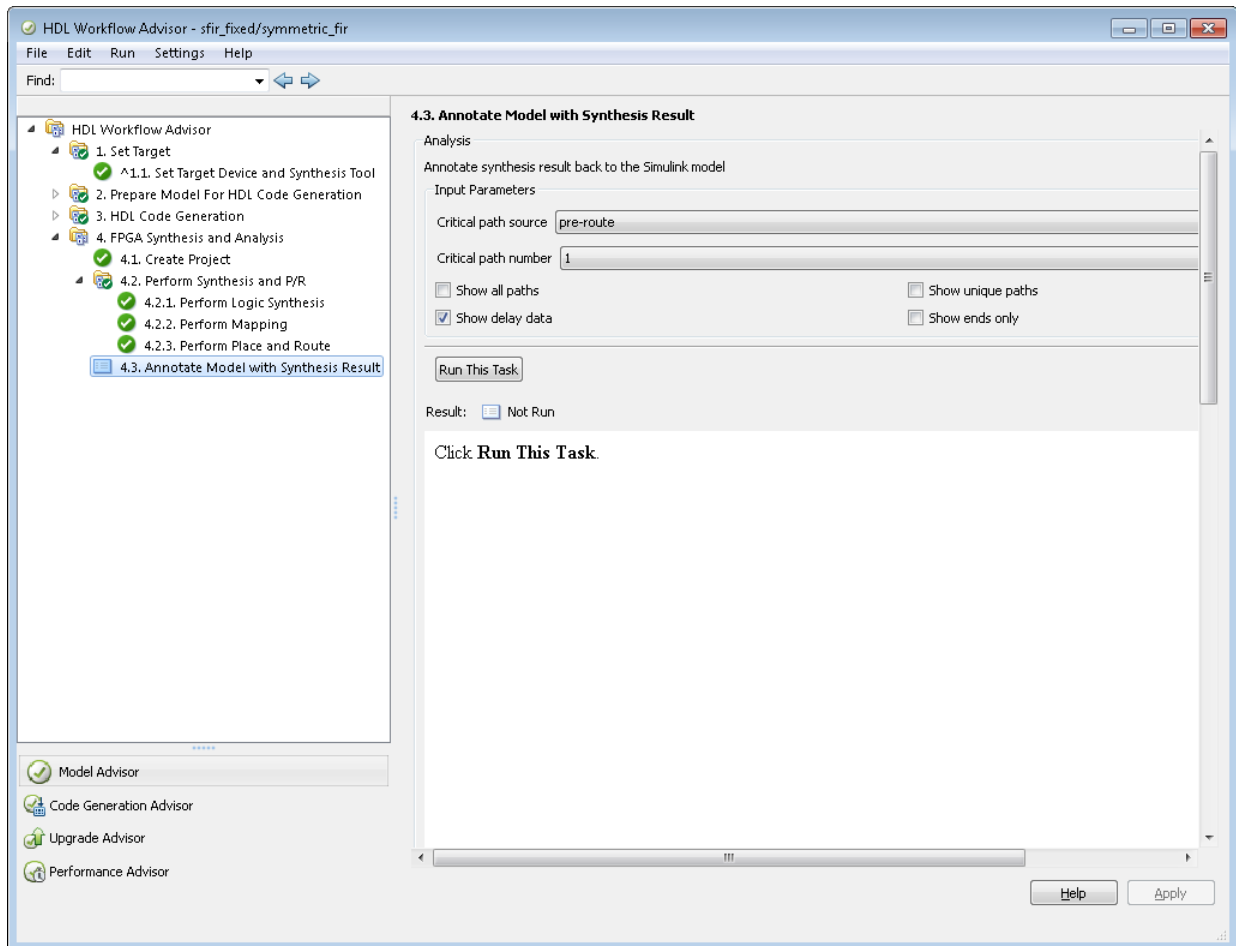 HDL Workflow Advisor - sfir_fixed/symmetric_fir
File Edit Run Settings Help
Find:
HDL Workflow Advisor
1. Set Target
^1.1. Set Target Device and Synthesis Tool
2. Prepare Model For HDL Code Generation
3. HDL Code Generation
4. FPGA Synthesis and Analysis
4.1. Create Project
4.2. Perform Synthesis and P/R
4.2.1. Perform Logic Synthesis
4.2.2. Perform Mapping
4.2.3. Perform Place and Route
4.3. Annotate Model with Synthesis Result
Model Advisor
Code Generation Advisor
Upgrade Advisor
Performance Advisor
4.3. Annotate Model with Synthesis Result
Analysis
Annotate synthesis result back to the Simulink model
Input Parameters
Critical path source pre-route
Critical path number 1
Show all paths Show unique paths
Show delay data Show ends only
Run This Task
Result: Not Run
Click Run This Task.
Help Apply